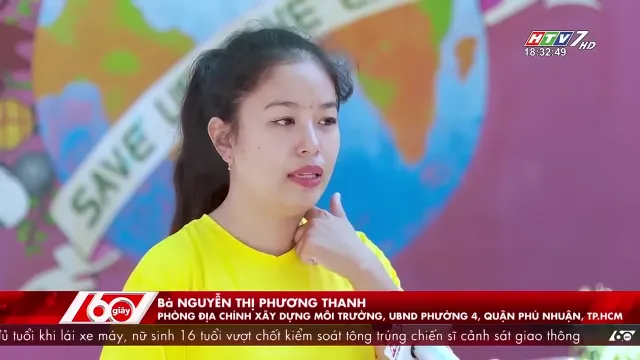 HTV7 HD
18:32:49
SAVE
60 giây
Bà NGUYỄN THỊ PHƯƠNG THANH
PHÒNG ĐỊA CHÍNH XÂY DỰNG MÔI TRƯỜNG, UBND PHƯỜNG 4, QUẬN PHÚ NHUẬN, TP.HCM
đủ tuổi khi lái xe máy, nữ sinh 16 tuổi vượt chốt kiểm soát tông trúng chiến sĩ cảnh sát giao thông
60